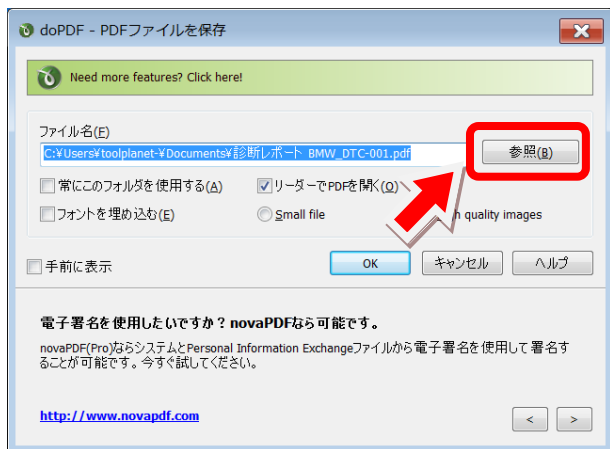 doPDF - PDFファイルを保存
Need more features? Click here!
ファイル名(F)
C:¥Users¥toolplanet-¥Documents¥診断レポート BMW_DTC-001.pdf
参照(B)
常にこのフォルダを使用する(A) リーダーでPDFを開く(O)
フォントを埋め込む(E) Small file quality images
手前に表示 OK キャンセル ヘルプ
電子署名を使用したいですか？novaPDFなら可能です。
novaPDF(Pro)ならシステムとPersonal Information Exchangeファイルから電子署名を使用して署名す
ることが可能です。今すぐ試してください。
http://www.novapdf.com
< >